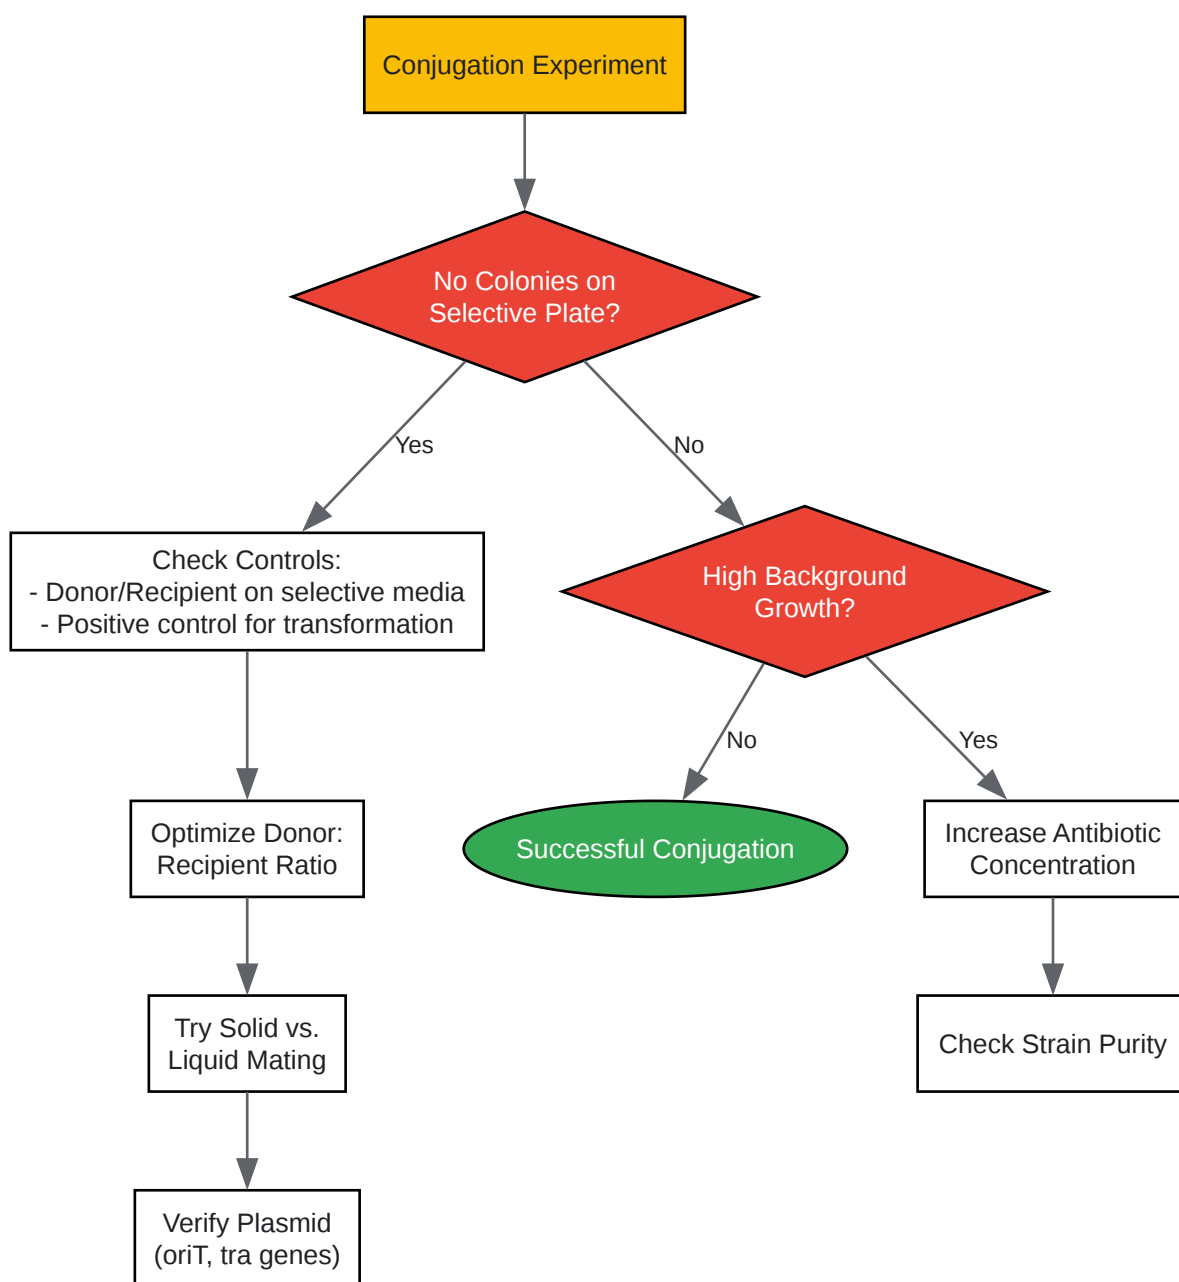 Conjugation Experiment
No Colonies on
Selective Plate?
Yes
No
Check Controls:
- Donor/Recipient on selective media
- Positive control for transformation
High Background
Growth?
No
Yes
Optimize Donor:
Recipient Ratio
Successful Conjugation
Increase Antibiotic
Concentration
Try Solid vs.
Liquid Mating
Check Strain Purity
Verify Plasmid
(oriT, tra genes)